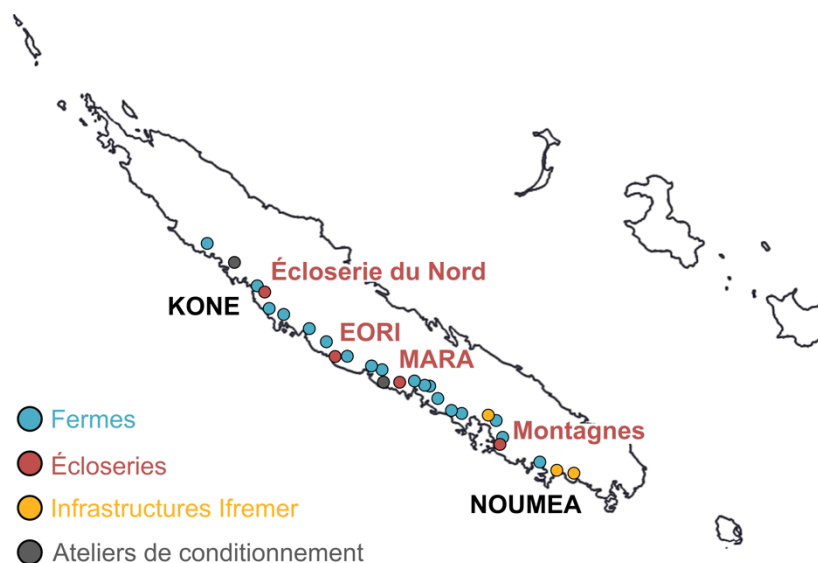 Écloserie du Nord
KONE
EORI
MARA
Fermes
Montagnes
Écloseries
NOUMEA
Infrastructures Ifremer
Ateliers de conditionnement